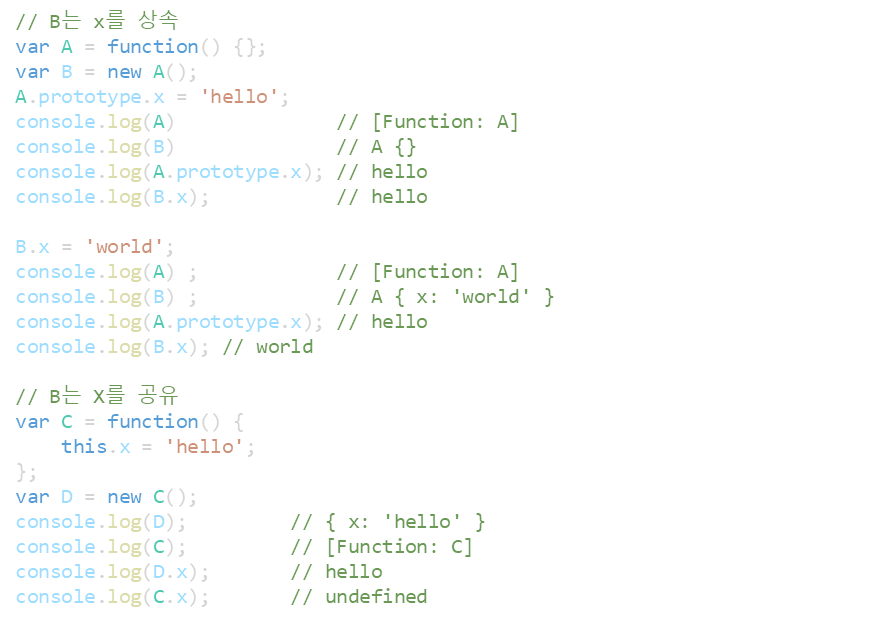 // B는 x를 상속
var A = function() {};
var B = new A();
A.prototype.x = 'hello';
console.log(A)              // [Function: A]
console.log(B)              // A {}
console.log(A.prototype.x); // hello
console.log(B.x);           // hello

B.x = 'world';
console.log(A) ;            // [Function: A]
console.log(B) ;            // A { x: 'world' }
console.log(A.prototype.x); // hello
console.log(B.x); // world

// B는 X를 공유
var C = function() {
    this.x = 'hello';
};
var D = new C();
console.log(D);         // { x: 'hello' }
console.log(C);         // [Function: C]
console.log(D.x);       // hello
console.log(C.x);       // undefined